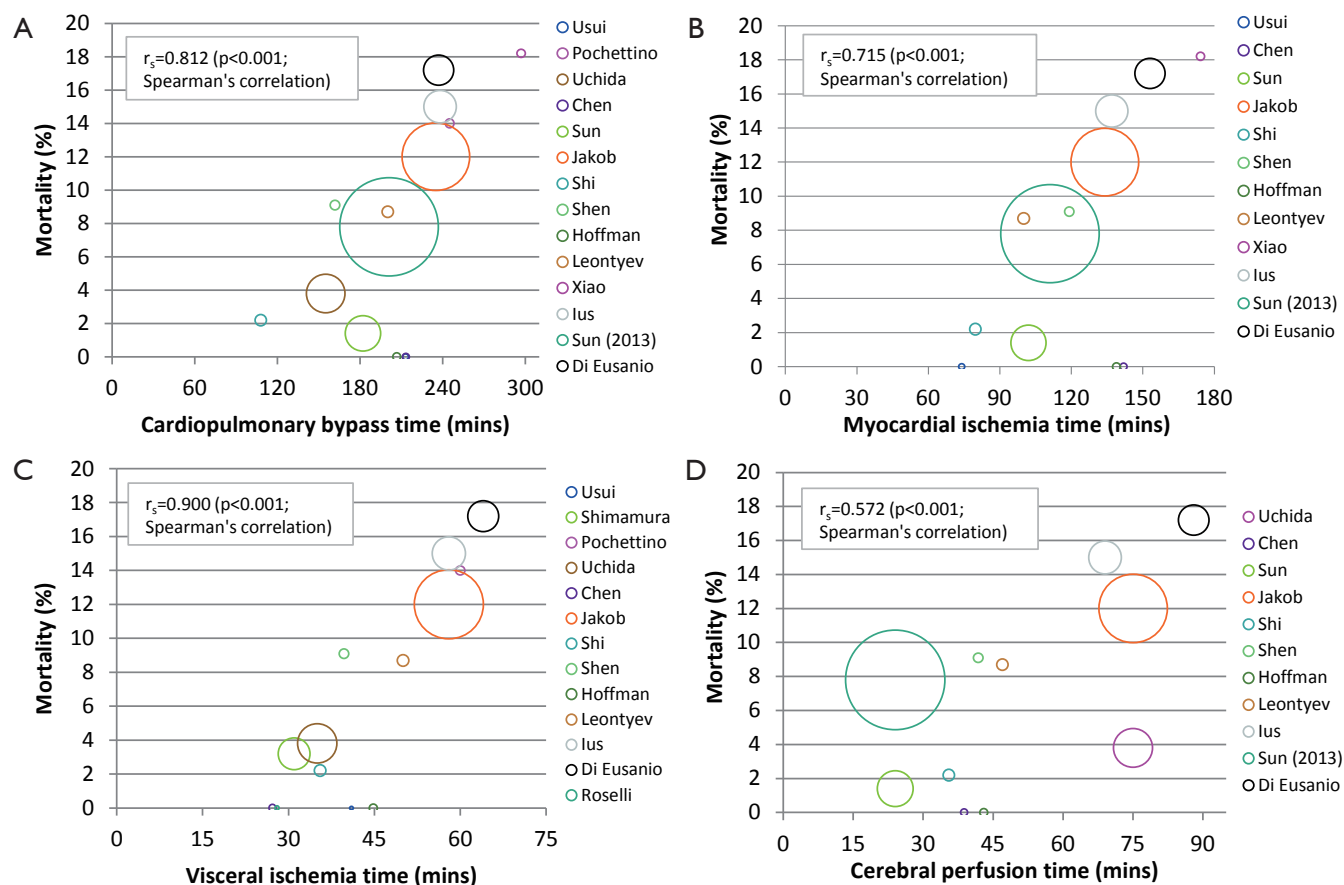 A
Mortality (%)
20
18
16
14
12
10
8
6
4
2
0
rs=0.812 (p<0.001;
Spearman's correlation)
0 60 120 180 240 300
Cardiopulmonary bypass time (mins)
Usui
Pochettino
Uchida
Chen
Sun
Jakob
Shi
Shen
Hoffman
Leontyev
Xiao
Ius
Sun (2013)
Di Eusanio
B
Mortality (%)
20
18
16
14
12
10
8
6
4
2
0
rs=0.715 (p<0.001;
Spearman's correlation)
0 30 60 90 120 150 180
Myocardial ischemia time (mins)
Usui
Chen
Sun
Jakob
Shi
Shen
Hoffman
Leontyev
Xiao
Ius
Sun (2013)
Di Eusanio
C
Mortality (%)
20
18
16
14
12
10
8
6
4
2
0
rs=0.900 (p<0.001;
Spearman's correlation)
0 15 30 45 60 75
Visceral ischemia time (mins)
Usui
Shimamura
Pochettino
Uchida
Chen
Jakob
Shi
Shen
Hoffman
Leontyev
Ius
Di Eusanio
Roselli
D
Mortality (%)
20
18
16
14
12
10
8
6
4
2
0
rs=0.572 (p<0.001;
Spearman's correlation)
0 15 30 45 60 75 90
Cerebral perfusion time (mins)
Uchida
Chen
Sun
Jakob
Shi
Shen
Hoffman
Leontyev
Ius
Sun (2013)
Di Eusanio